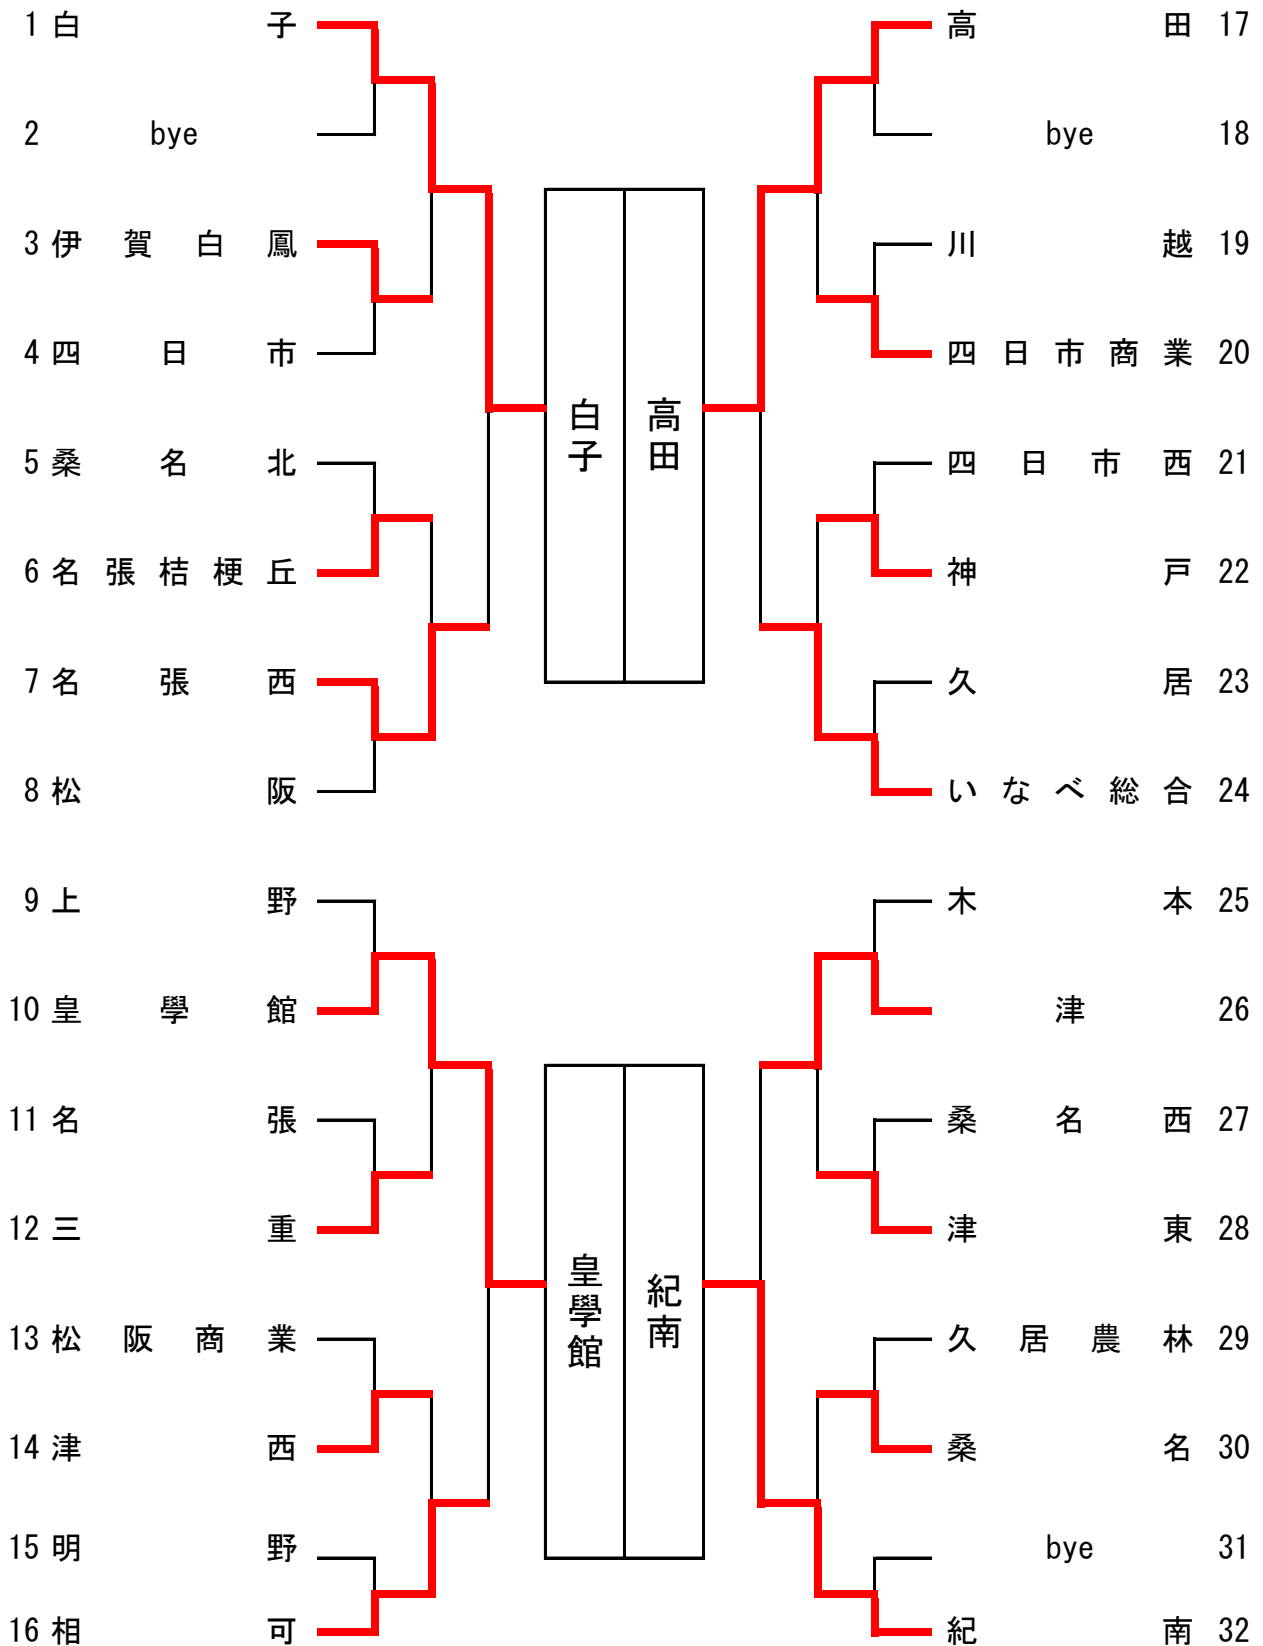 1 白子
2 bye
3 伊賀白鳳
4 四日市
5 桑名北
6 名張桔梗丘
7 名張西
8 松阪
9 上野
10 皇學館
11 名張
12 三重
13 松阪商業
14 津西
15 明野
16 相可
白子
高田
皇學館
紀南
高田 17
bye 18
川越 19
四日市商業 20
四日市西 21
神戸 22
久居 23
いなべ総合 24
木本 25
津 26
桑名西 27
津東 28
久居農林 29
桑名 30
bye 31
紀南 32